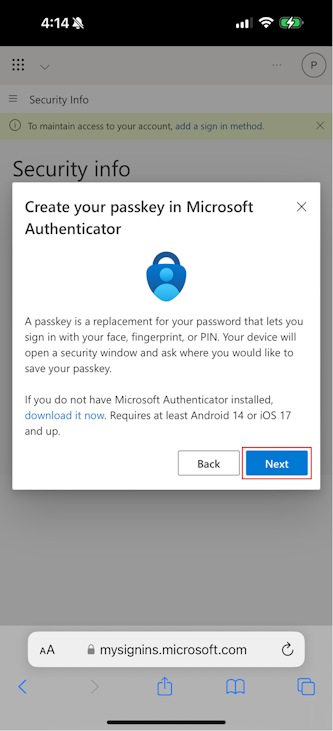 4:14
P
Security Info
To maintain access to your account, add a sign in method.
Security info
Create your passkey in Microsoft
Authenticator
A passkey is a replacement for your password that lets you
sign in with your face, fingerprint, or PIN. Your device will
open a security window and ask where you would like to
save your passkey.
If you do not have Microsoft Authenticator installed,
download it now. Requires at least Android 14 or iOS 17
and up.
Back Next
AA mysignins.microsoft.com